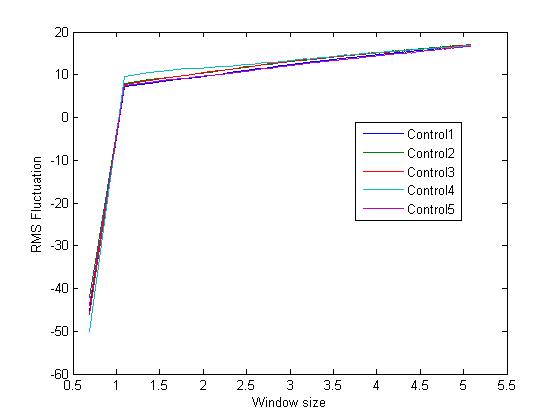 20
10
0
-10
-20
-30
-40
-50
-60
RMS Fluctuation
Control1
Control2
Control3
Control4
Control5
0.5 1 1.5 2 2.5 3 3.5 4 4.5 5 5.5
Window size